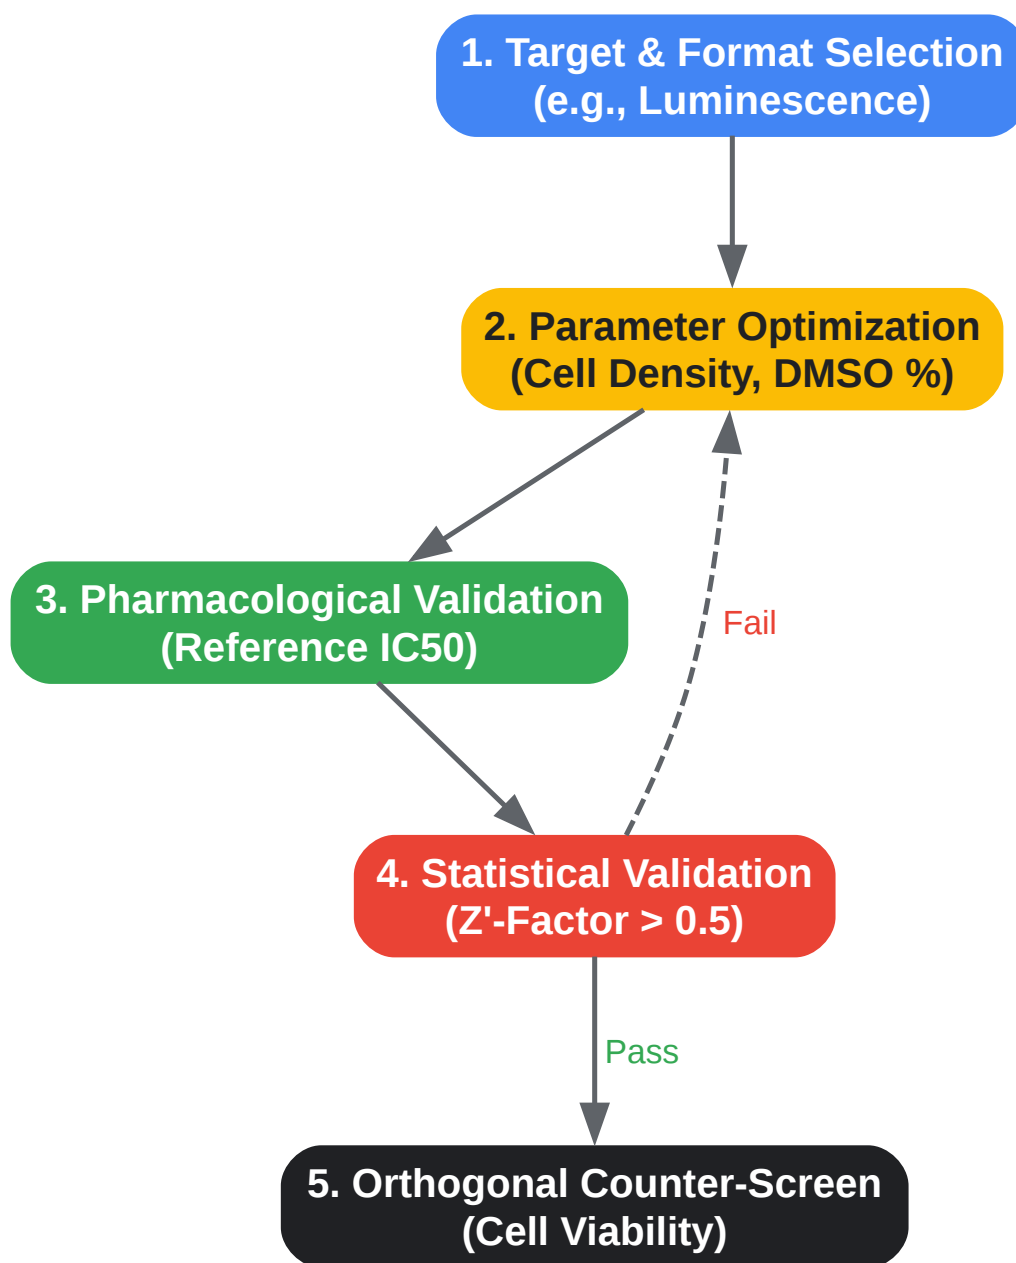 1. Target & Format Selection
(e.g., Luminescence)
2. Parameter Optimization
(Cell Density, DMSO %)
3. Pharmacological Validation
(Reference IC50)
Fail
4. Statistical Validation
(Z'-Factor > 0.5)
Pass
5. Orthogonal Counter-Screen
(Cell Viability)